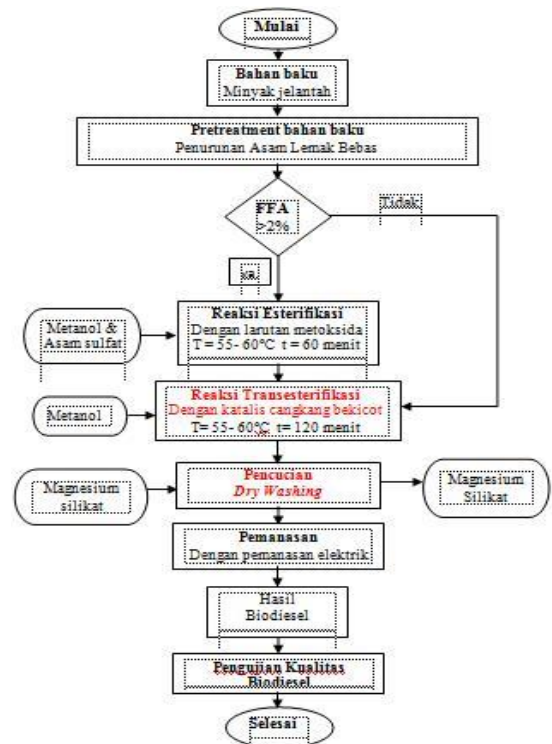 Mulai
Bahan baku
Minyak jelantah
Pretreatment bahan baku
Penurunan Asam Lemak Bebas
FFA
>2%
Tidak
ya
Reaksi Esterifikasi
Dengan larutan metoksida
T = 55- 60°C t = 60 menit
Metanol &
Asam sulfat
Reaksi Transesterifikasi
Dengan katalis cangkang bekicot
T= 55- 60°C t= 120 menit
Metanol
Pencucian
Dry Washing
Magnesium
silikat
Magnesium
Silikat
Pemanasan
Dengan pemanasan elektrik
Hasil
Biodiesel
Pengujian Kualitas
Biodiesel
Selesai